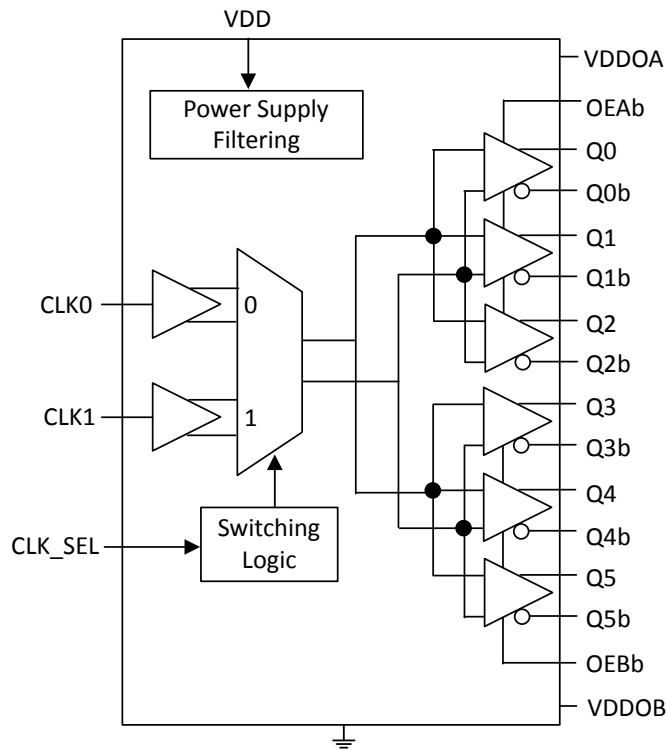 VDD
VDDOA
Power Supply
Filtering
OEAb
Q0
Q0b
Q1
Q1b
CLK0
0
Q2
Q2b
CLK1
1
Q3
Q3b
Q4
Q4b
CLK_SEL
Switching
Logic
Q5
Q5b
OEBb
VDDOB